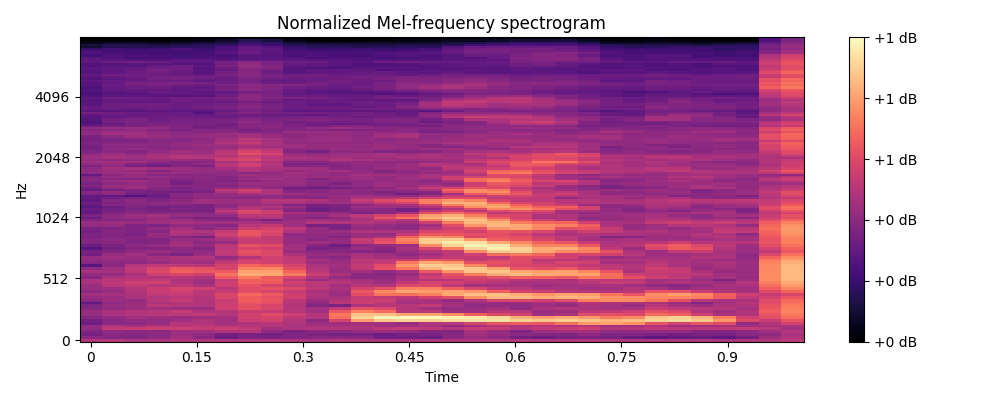 Normalized Mel-frequency spectrogram
+1 dB
4096
+1 dB
2048
+1 dB
Hz
1024
+0 dB
512
+0 dB
0
+0 dB
0 0.15 0.3 0.45 0.6 0.75 0.9
Time